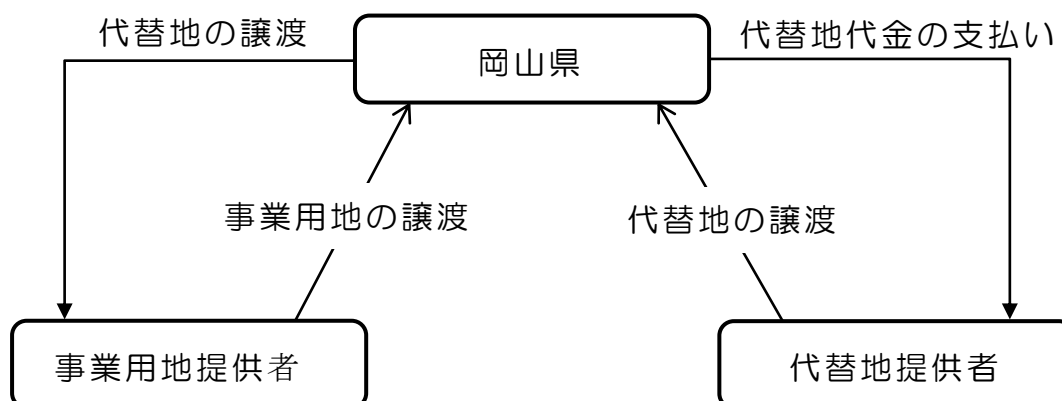 代替地の譲渡
岡山県
代替地代金の支払い
事業用地の譲渡
代替地の譲渡
事業用地提供者
代替地提供者